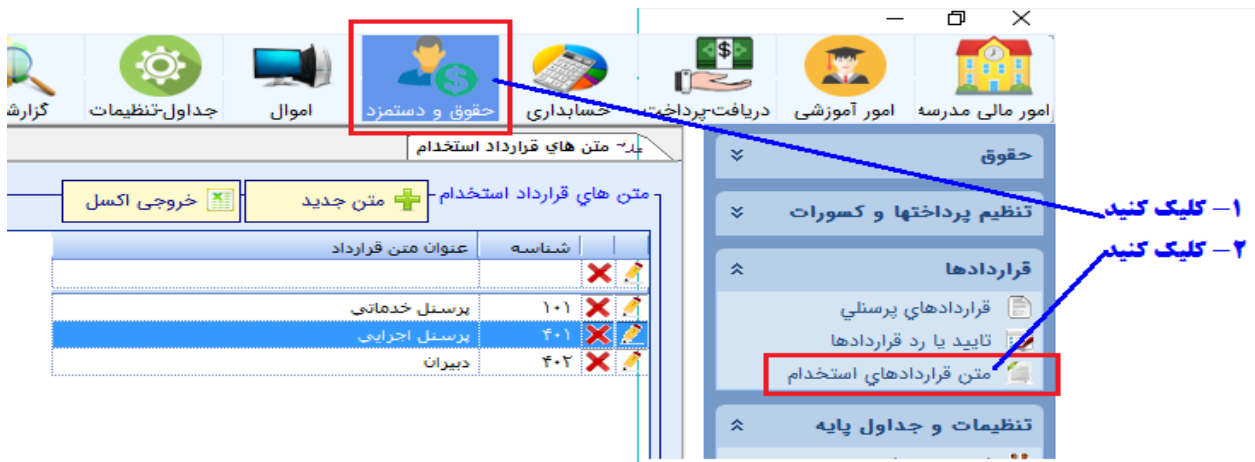 امور مالی مدرسه
امور آموزشی
دریافت-پرداخت
حسابداری
حقوق و دستمزد
اموال
جداول-تنظیمات
حقوق
تنظیم پرداختها و کسورات
قراردادها
قراردادهاي پرسنلي
تایید یا رد قراردادها
متن قراردادهاي استخدام
تنظیمات و جداول پایه
۱- کلیک کنید
۲- کلیک کنید
متن هاي قرارداد استخدام
متن هاي قرارداد استخدام
متن جدید
خروجی اکسل
شناسه عنوان متن قرارداد
۱۰۱ پرسنل خدماتی
۴۰۱ پرسنل اجرایی
۴۰۲ دبیران